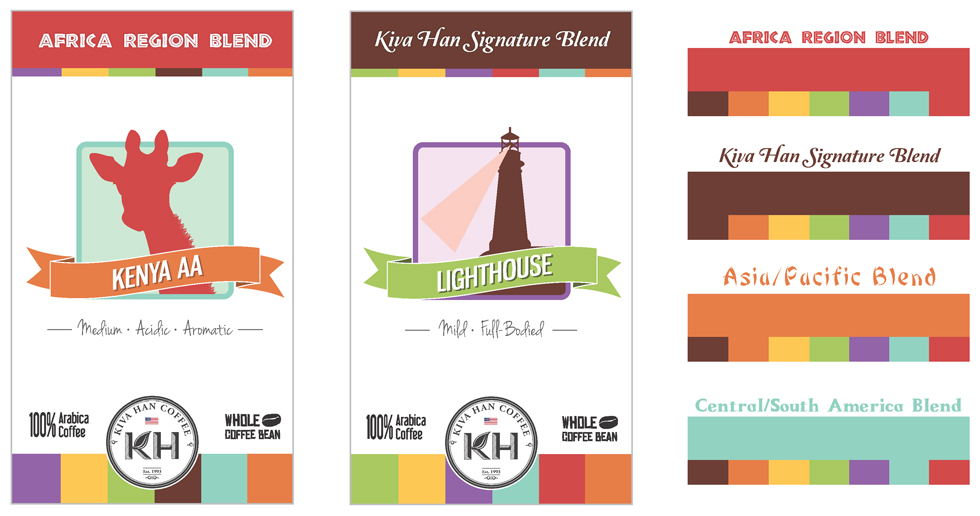 AFRICA REGION BLEND
KENYA AA
Medium · Acidic · Aromatic
100% Arabica
Coffee
KIVA HAN COFFEE
KH
Est. 1993
WHOLE
COFFEE BEAN
Kiva Han Signature Blend
LIGHTHOUSE
Mild · Full-Bodied
100% Arabica
Coffee
KIVA HAN COFFEE
KH
Est. 1993
WHOLE
COFFEE BEAN
AFRICA REGION BLEND
Kiva Han Signature Blend
Asia/Pacific Blend
Central/South America Blend